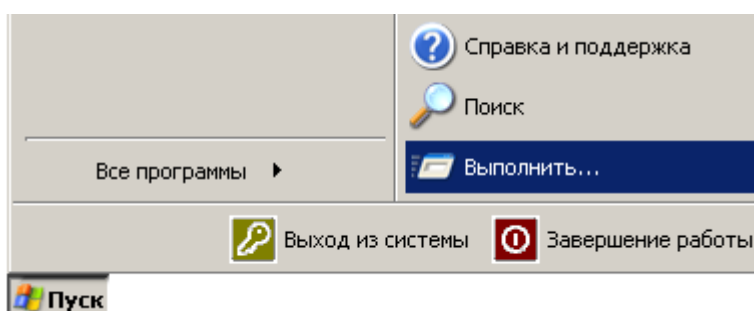 Справка и поддержка
Поиск
Все программы
Выполнить...
Выход из системы
Завершение работы
Пуск